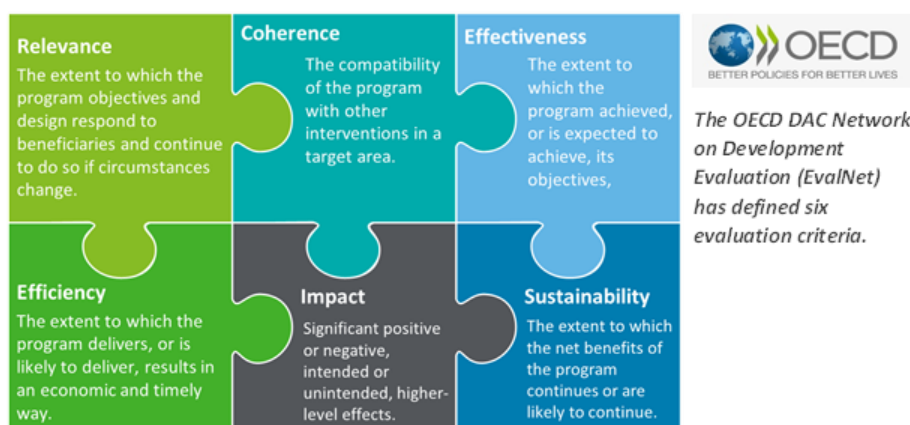 Relevance
The extent to which the
program objectives and
design respond to
beneficiaries and continue
to do so if circumstances
change.
Coherence
The compatibility
of the program
with other
interventions in a
target area.
Effectiveness
The extent to
which the
program achieved,
or is expected to
achieve, its
objectives,
Efficiency
The extent to which the
program delivers, or is
likely to deliver, results in
an economic and timely
way.
Impact
Significant positive
or negative,
intended or
unintended, higher-
level effects.
Sustainability
The extent to which
the net benefits of
the program
continues or are
likely to continue.
OECD
BETTER POLICIES FOR BETTER LIVES
The OECD DAC Network
on Development
Evaluation (EvalNet)
has defined six
evaluation criteria.